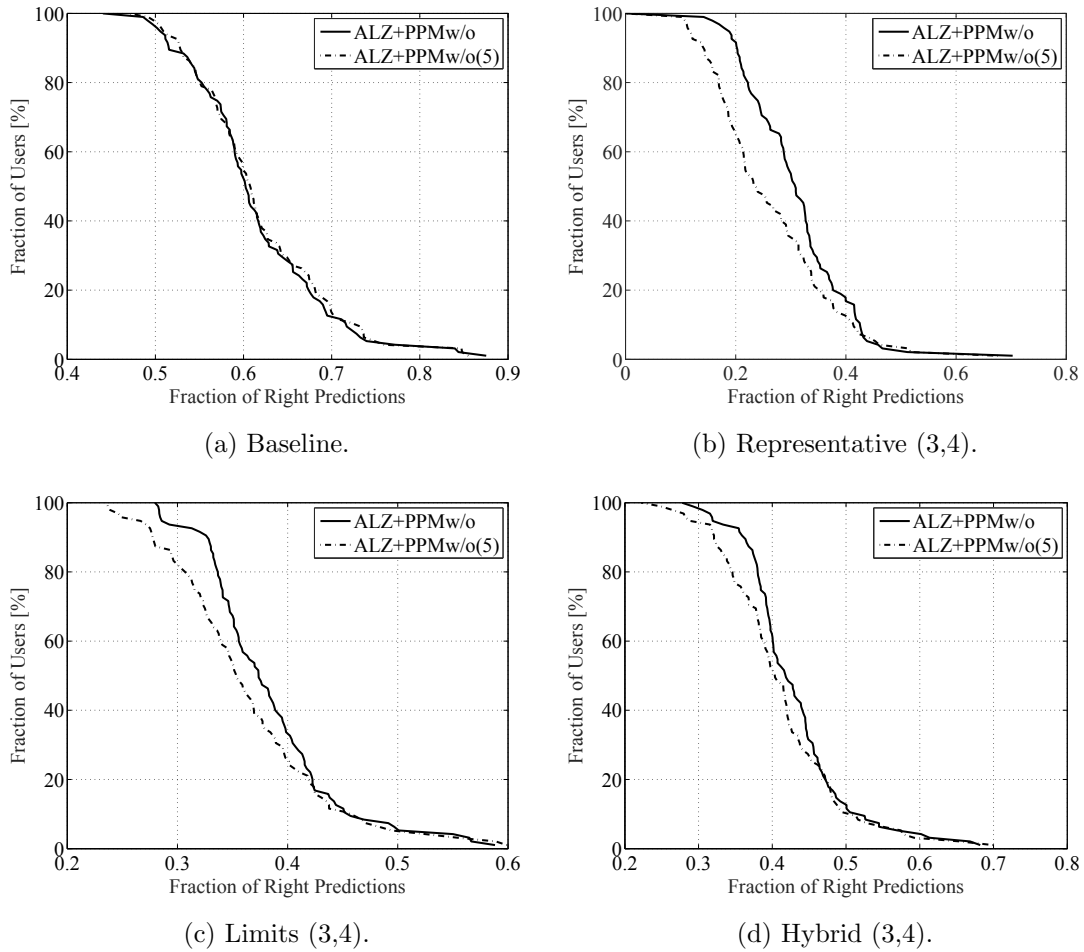 100
80
60
40
20
0
Fraction of Users [%]
ALZ+PPMw/o
ALZ+PPMw/o(5)
0.4 0.5 0.6 0.7 0.8 0.9
Fraction of Right Predictions
(a) Baseline.
100
80
60
40
20
0
Fraction of Users [%]
ALZ+PPMw/o
ALZ+PPMw/o(5)
0 0.2 0.4 0.6 0.8
Fraction of Right Predictions
(b) Representative (3,4).
100
80
60
40
20
0
Fraction of Users [%]
ALZ+PPMw/o
ALZ+PPMw/o(5)
0.2 0.3 0.4 0.5 0.6
Fraction of Right Predictions
(c) Limits (3,4).
100
80
60
40
20
0
Fraction of Users [%]
ALZ+PPMw/o
ALZ+PPMw/o(5)
0.2 0.3 0.4 0.5 0.6 0.7 0.8
Fraction of Right Predictions
(d) Hybrid (3,4).